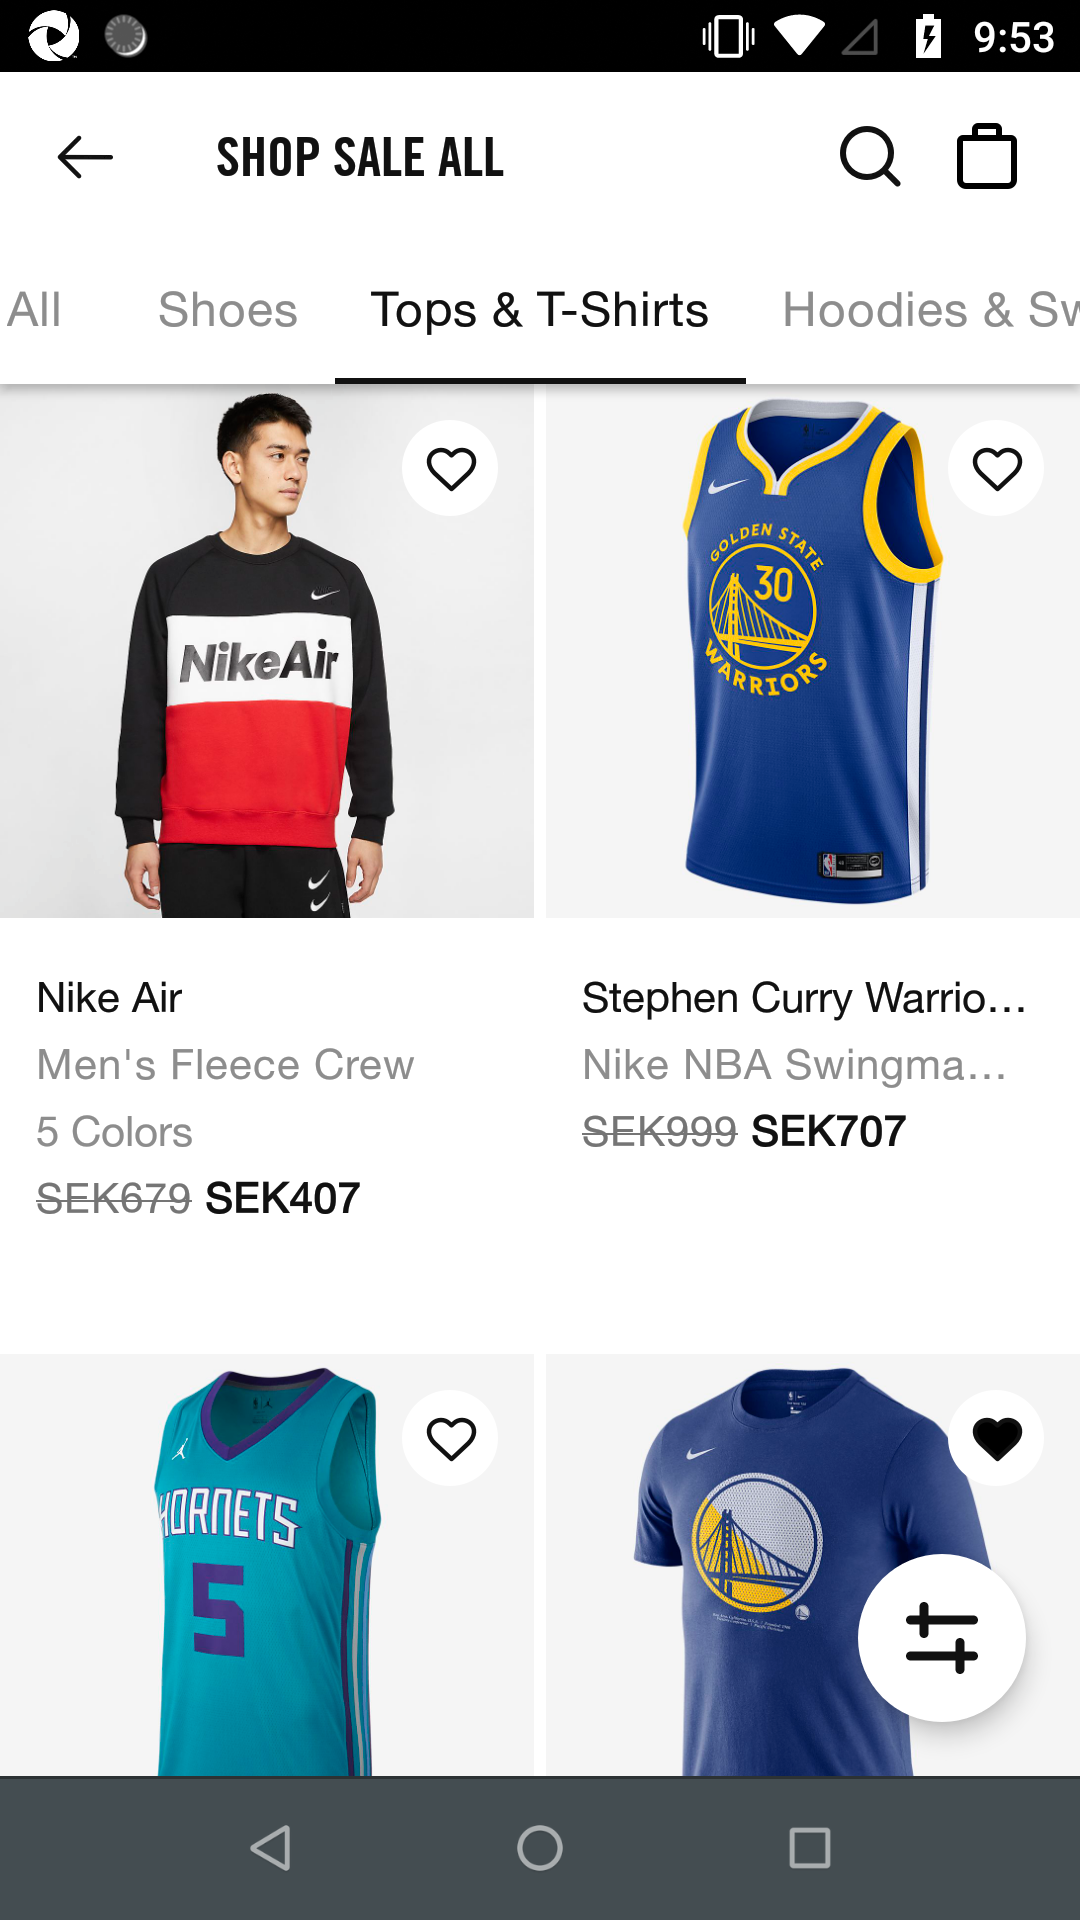 9:53
SHOP SALE ALL
All
Shoes
Tops & T-Shirts
Hoodies & Sw
NikeAir
GOLDEN STATE
30
WARRIORS
Nike Air
Men's Fleece Crew
5 Colors
SEK679 SEK407
Stephen Curry Warrio...
Nike NBA Swingma...
SEK999 SEK707
HORNETS
5